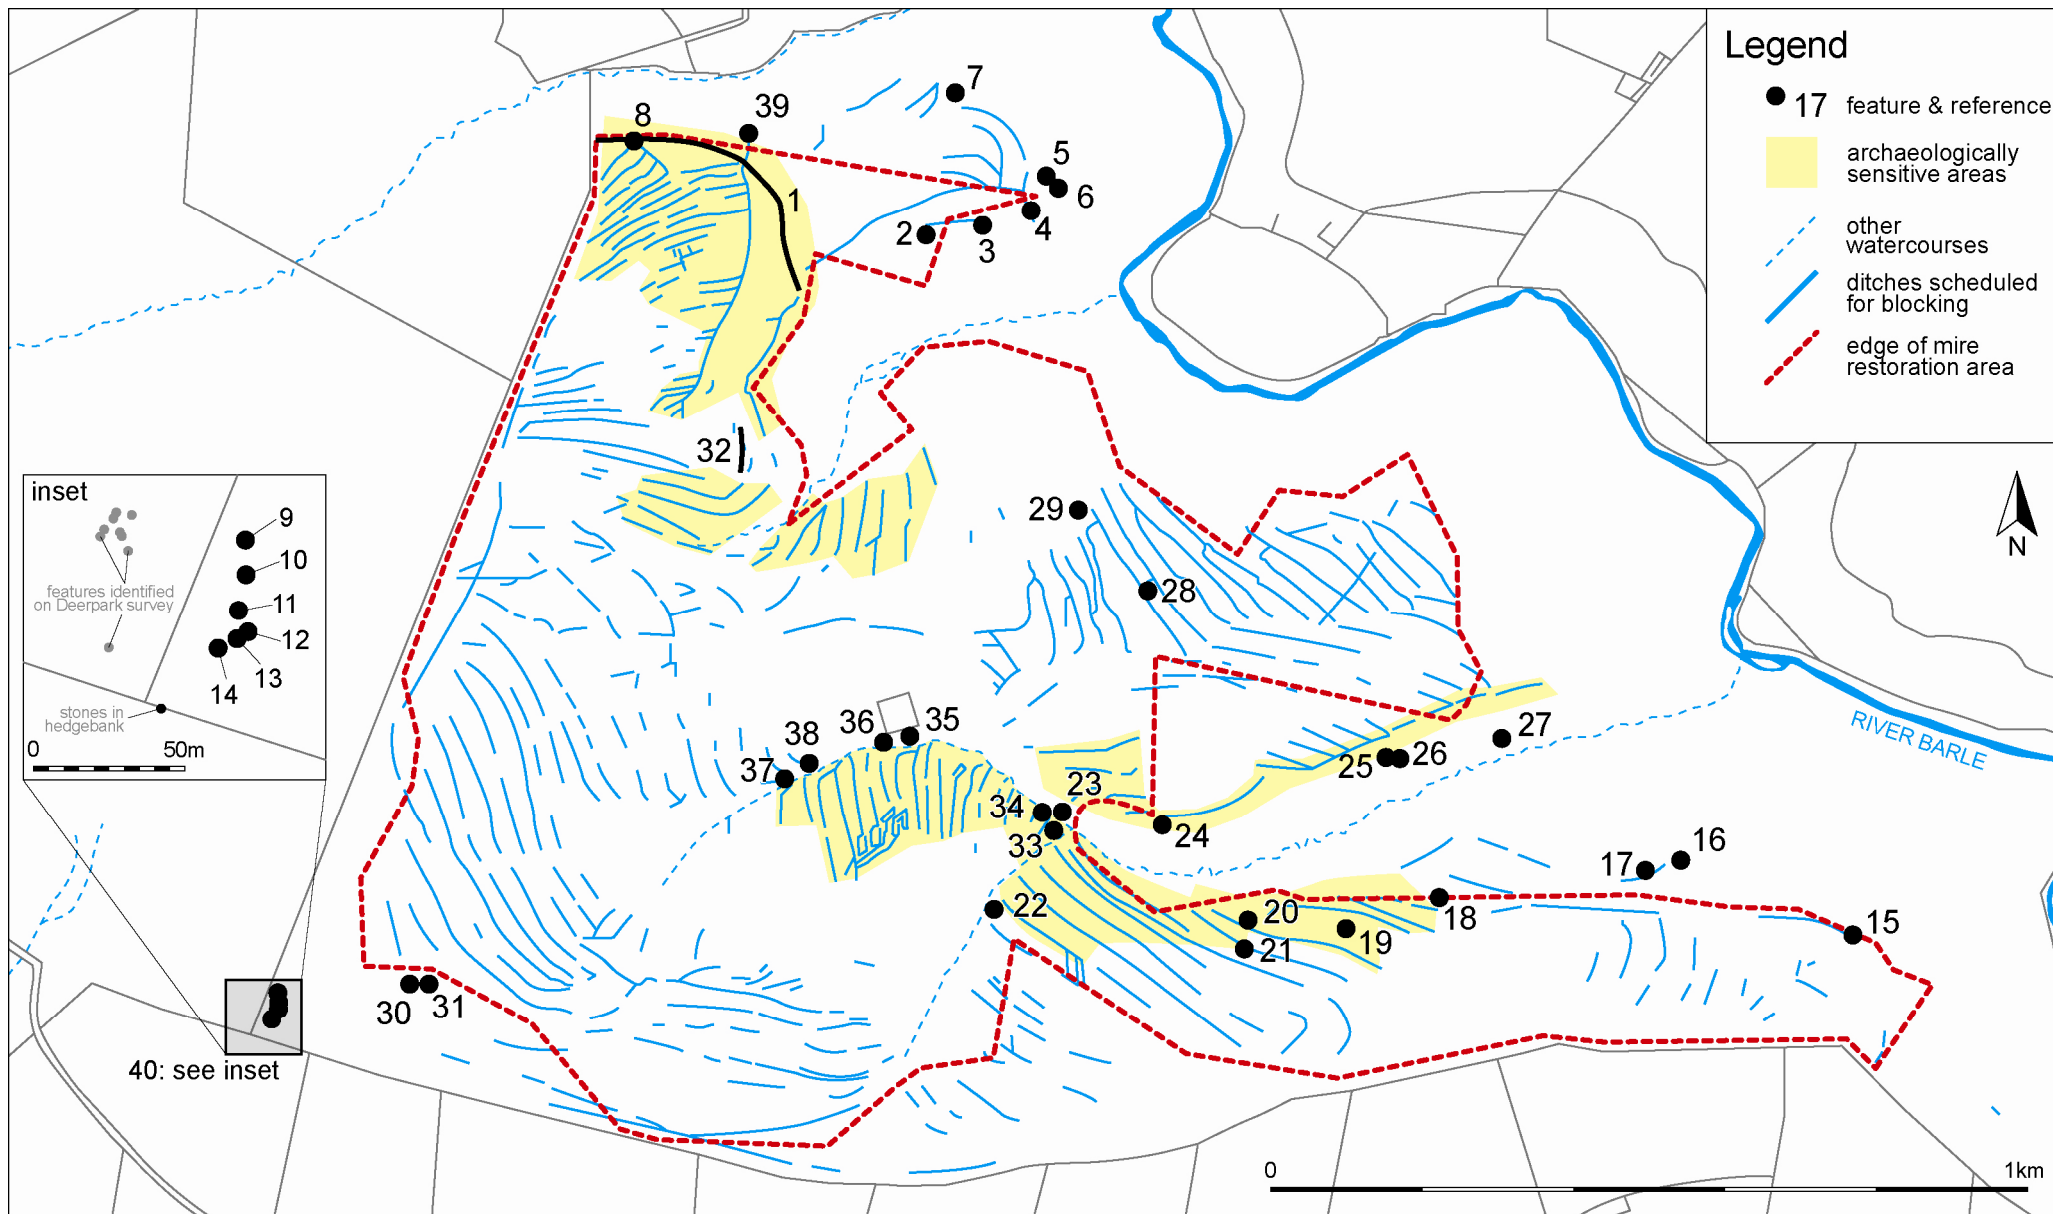 Legend
17 feature & reference
archaeologically
sensitive areas
other
watercourses
ditches scheduled
for blocking
edge of mire
restoration area
N
7
39
8
5
6
1
4
2
3
32
inset
9
10
11
12
13
14
features identified
on Deerpark survey
stones in
hedgebank
0 50m
29
28
27
26
25
36
35
38
37
34
23
33
24
RIVER BARLE
16
17
18
15
22
20
19
21
30
31
40: see inset
0 1km